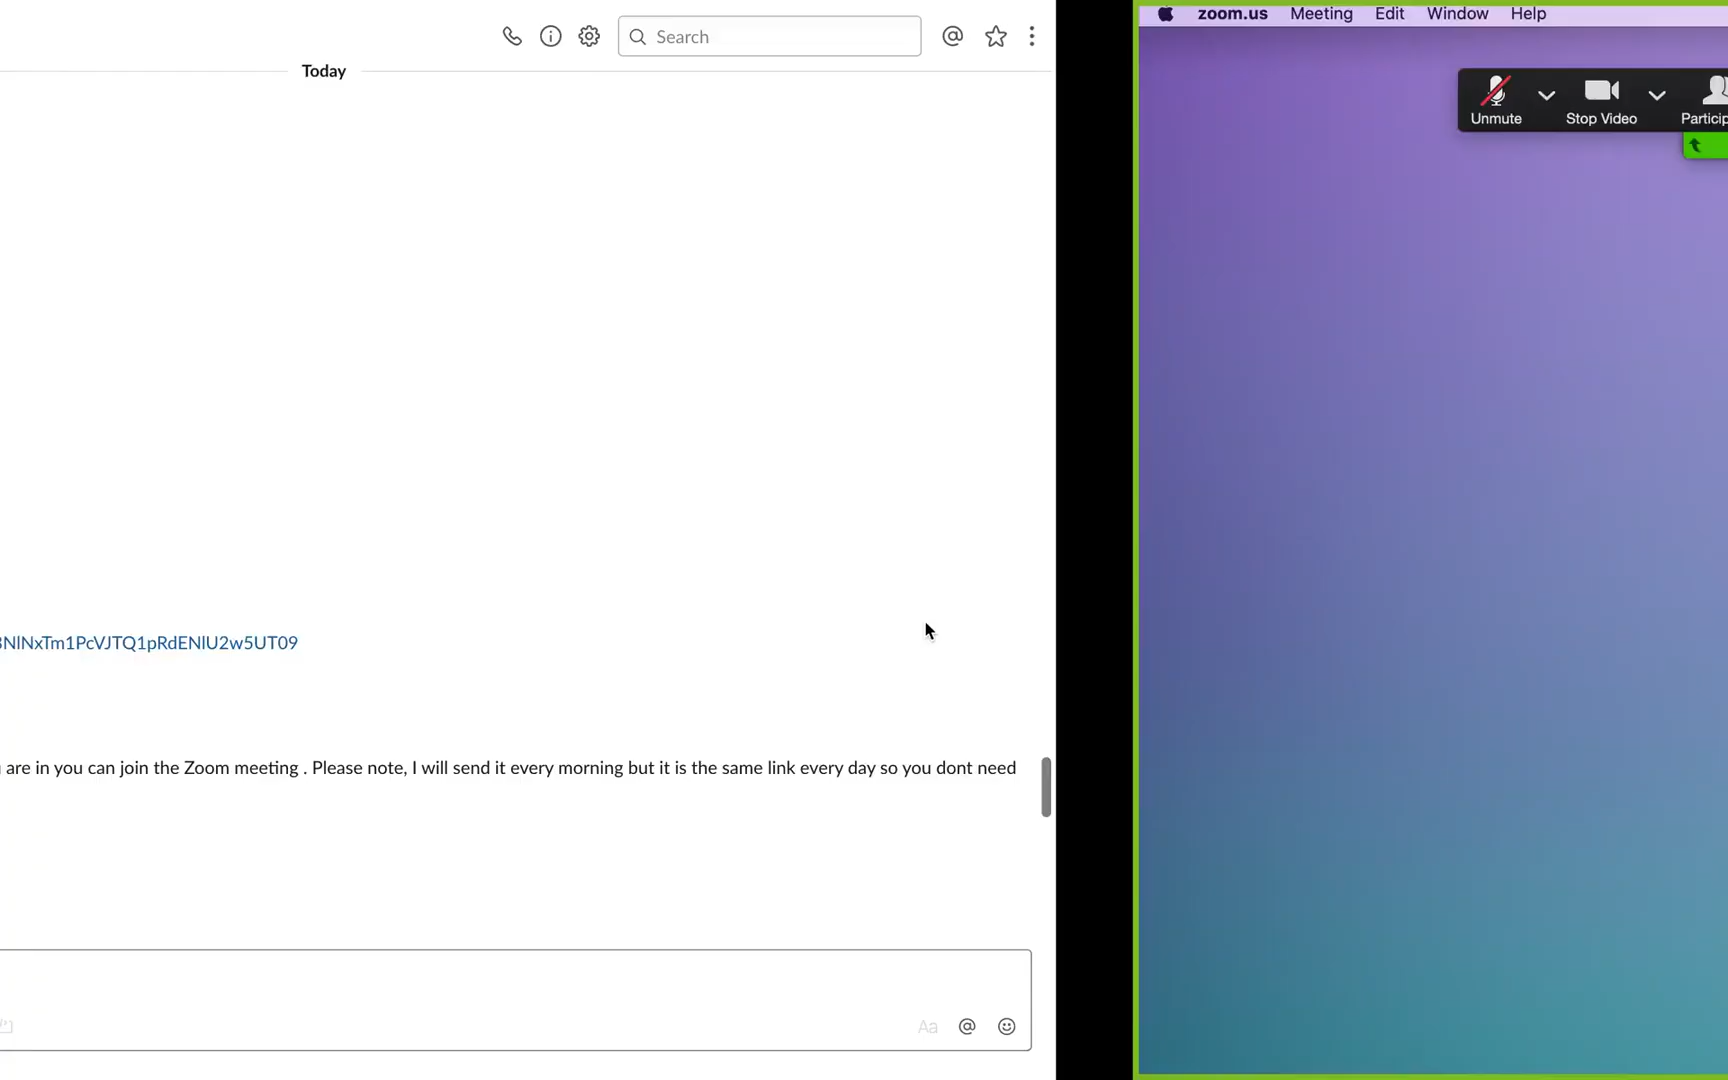 Search
Today
NlNxTm1PcVJTQ1pRdENlU2w5UT09
are in you can join the Zoom meeting . Please note, I will send it every morning but it is the same link every day so you dont need
Aa
zoom.us Meeting Edit Window Help
Unmute Stop Video Particip